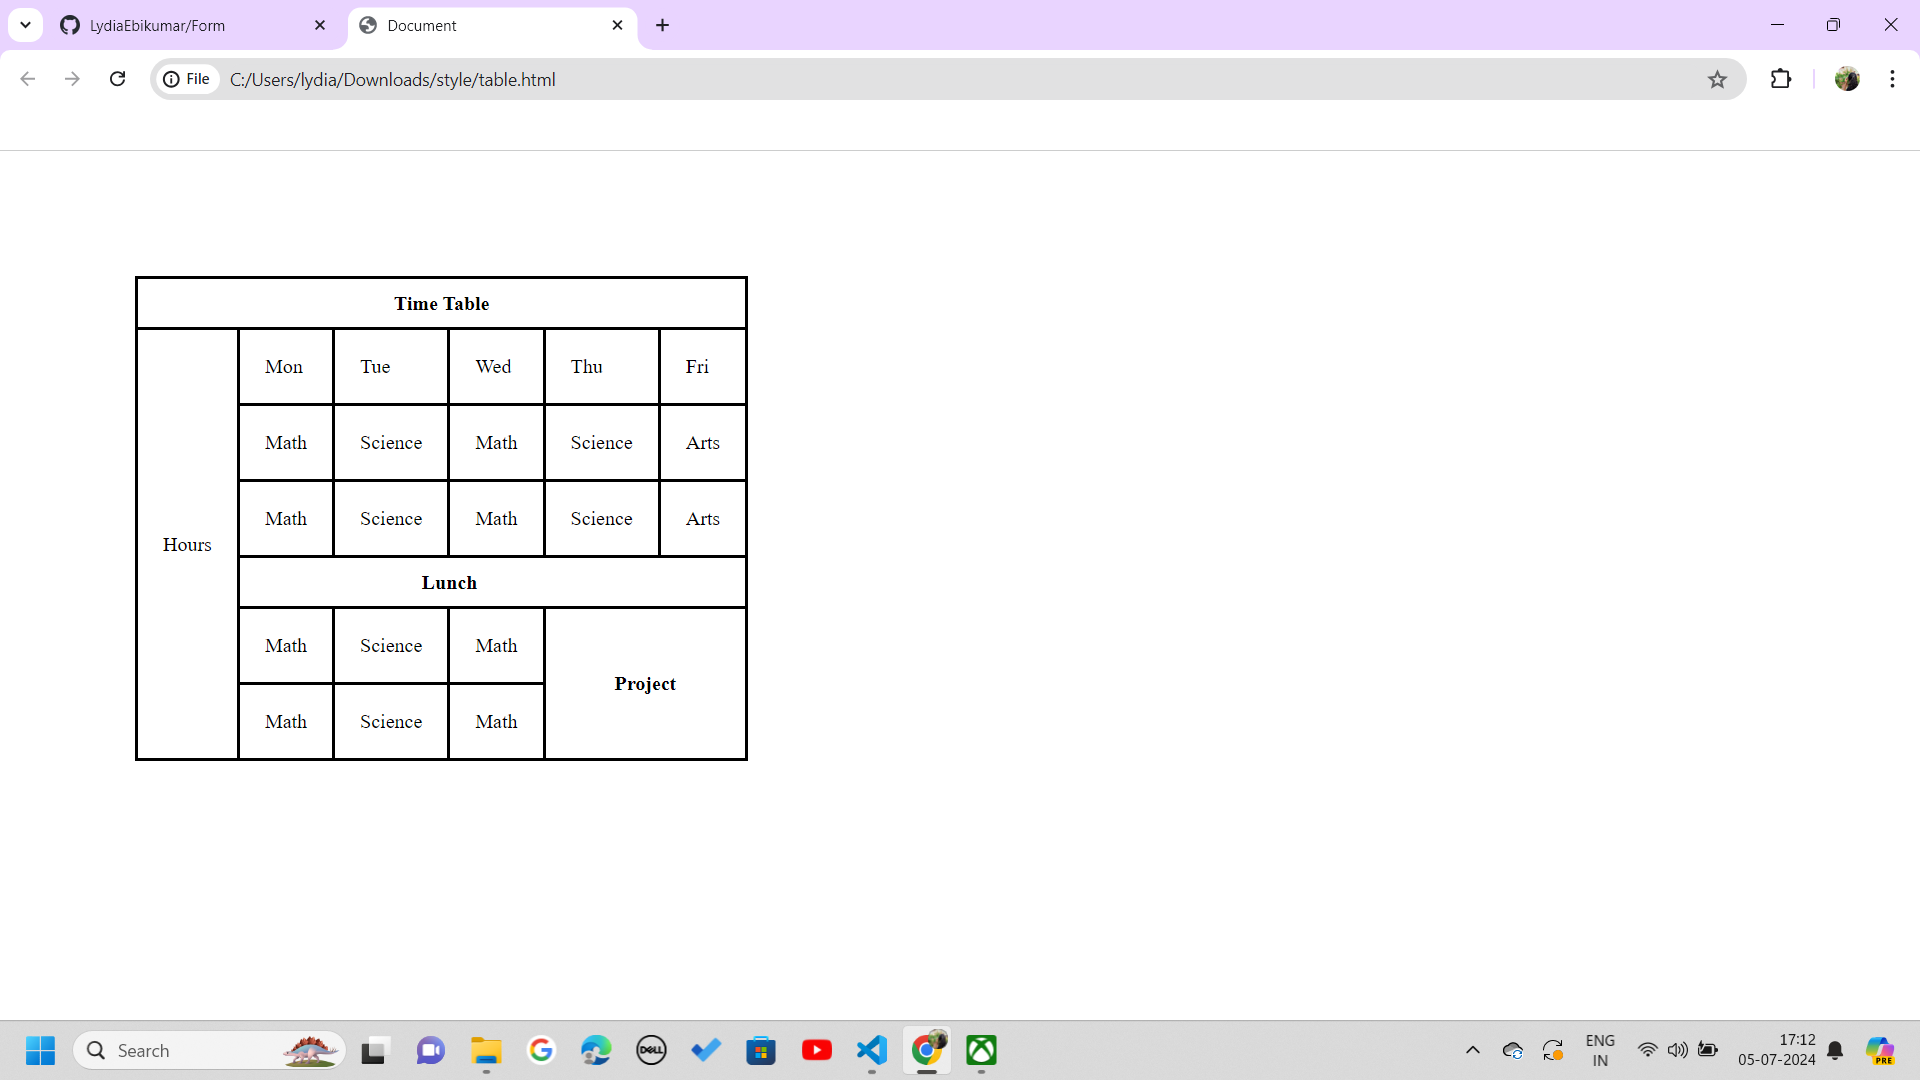 LydiaEbikumar/Form
Document
File C:/Users/lydia/Downloads/style/table.html
Time Table
Hours
Mon Tue Wed Thu Fri
Math Science Math Science Arts
Math Science Math Science Arts
Lunch
Math Science Math
Project
Math Science Math
Search
DELL
PRE
ENG
IN
17:12
05-07-2024